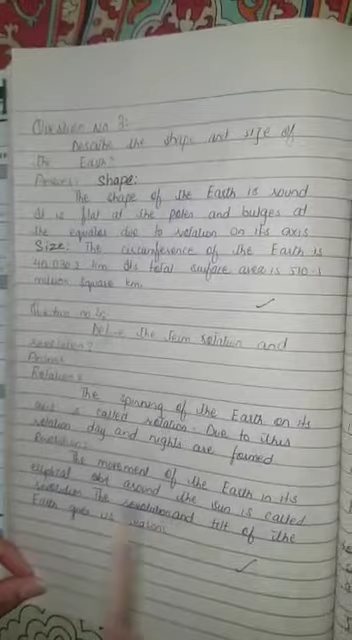 Question No 3:
Describe the shape and size of
the Earth?
Answer: Shape:
The shape of the Earth is round
It is flat at the poles and bulges at
the equator due to rotation on its axis
Size: The circumference of the Earth is
km. Its total surface area is 510.1
million square km.
Question no 4:
Define the term rotation and
revolution?
Answer
Rotation:
The spinning of the Earth on its
axis is called rotation. Due to this
rotation day and nights are formed
Revolution:
The movement of the Earth in its
elliptical around the sun is called
revolution The revolution and tilt of the
Earth gives us